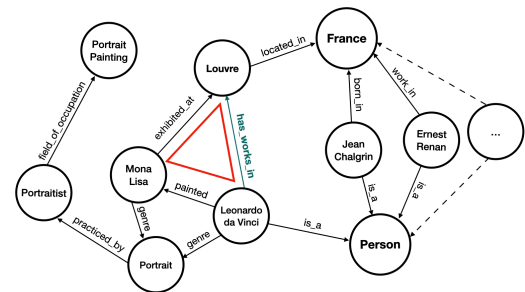 Portrait
Painting
field_of_occupation
Portraitist
practiced_by
Louvre
located_in
France
exhibited_at
has_works_in
Mona
Lisa
painted
genre
Leonardo
da Vinci
genre
Portrait
is_a
born_in
work_in
Jean
Chalgrin
Ernest
Renan
...
is_a
is_a
Person